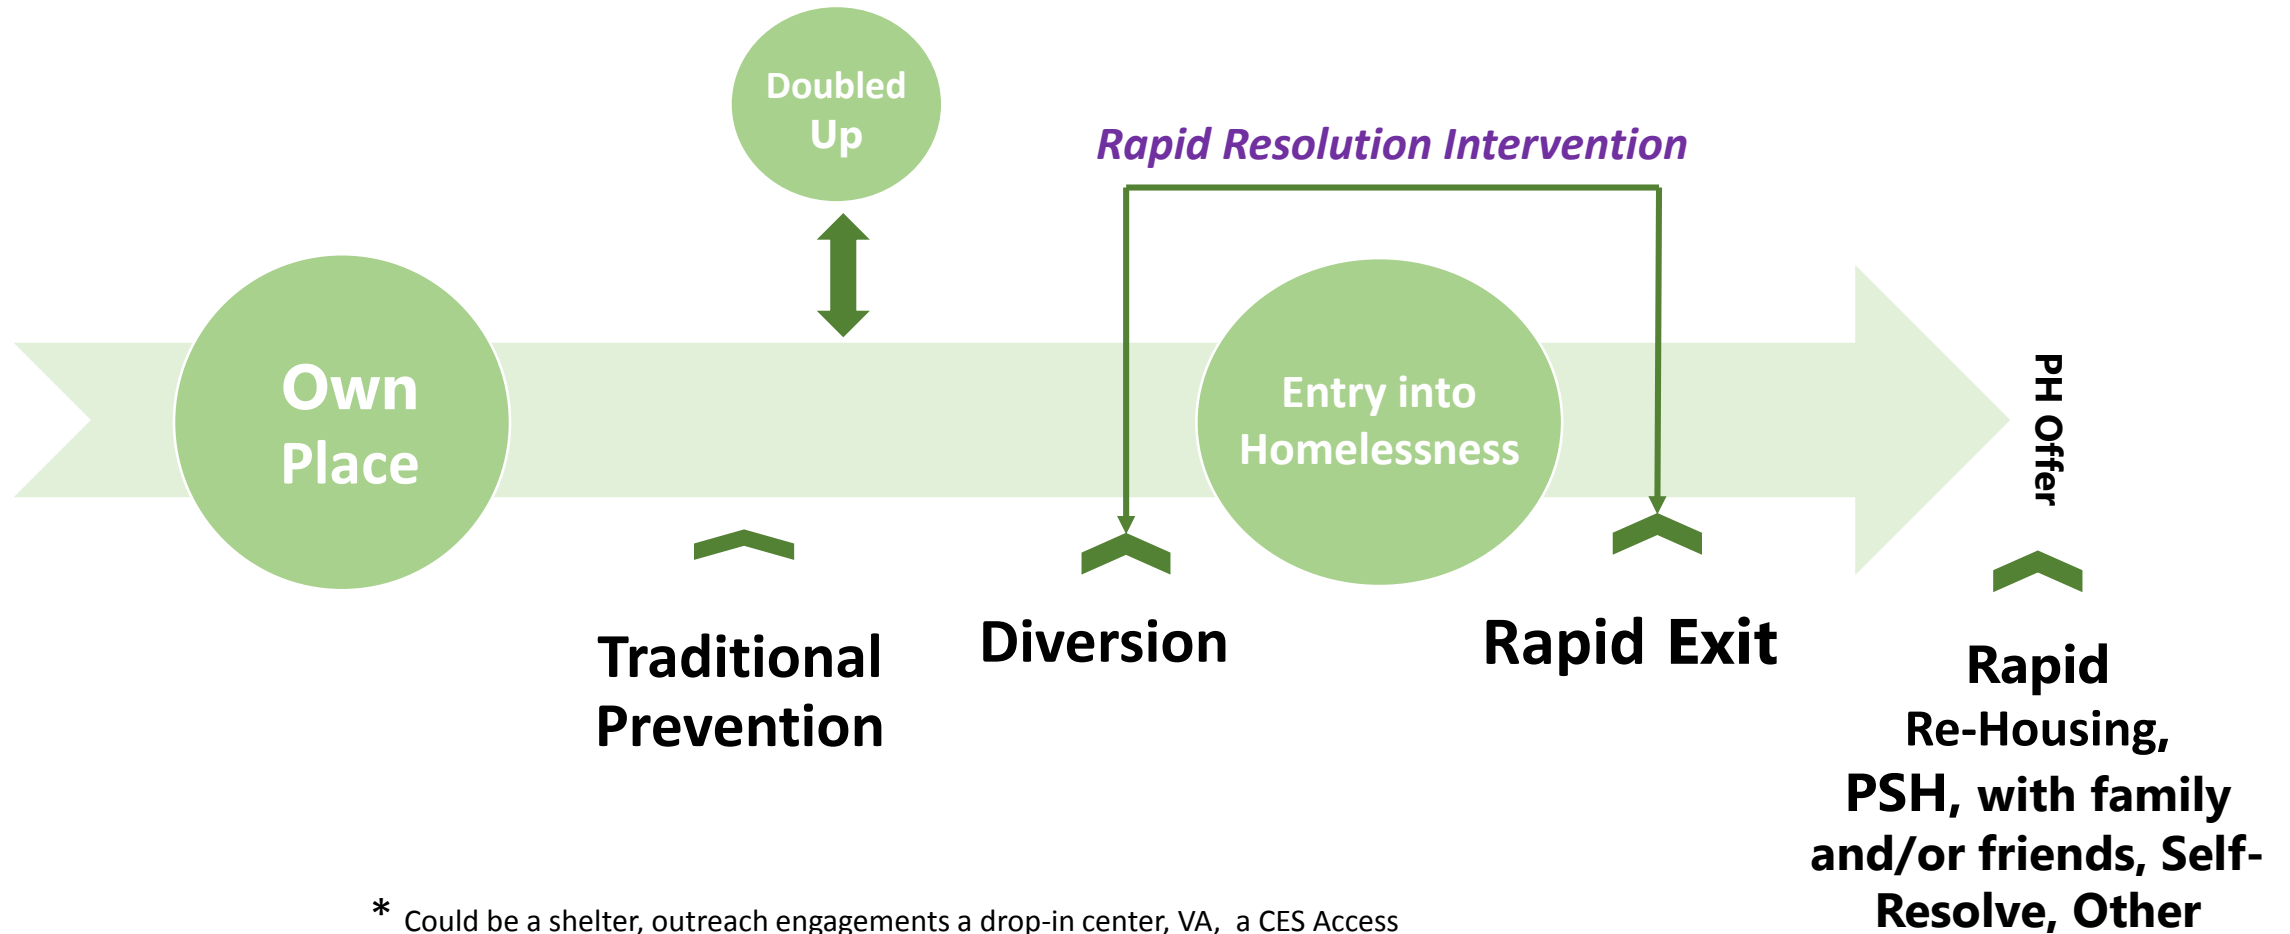 Doubled
Up
Rapid Resolution Intervention
Own
Place
Entry into
Homelessness
PH Offer
Traditional
Prevention
Diversion
Rapid Exit
Rapid
Re-Housing,
PSH, with family
and/or friends, Self-
Resolve, Other
* Could be a shelter, outreach engagements a drop-in center, VA, a CES Access